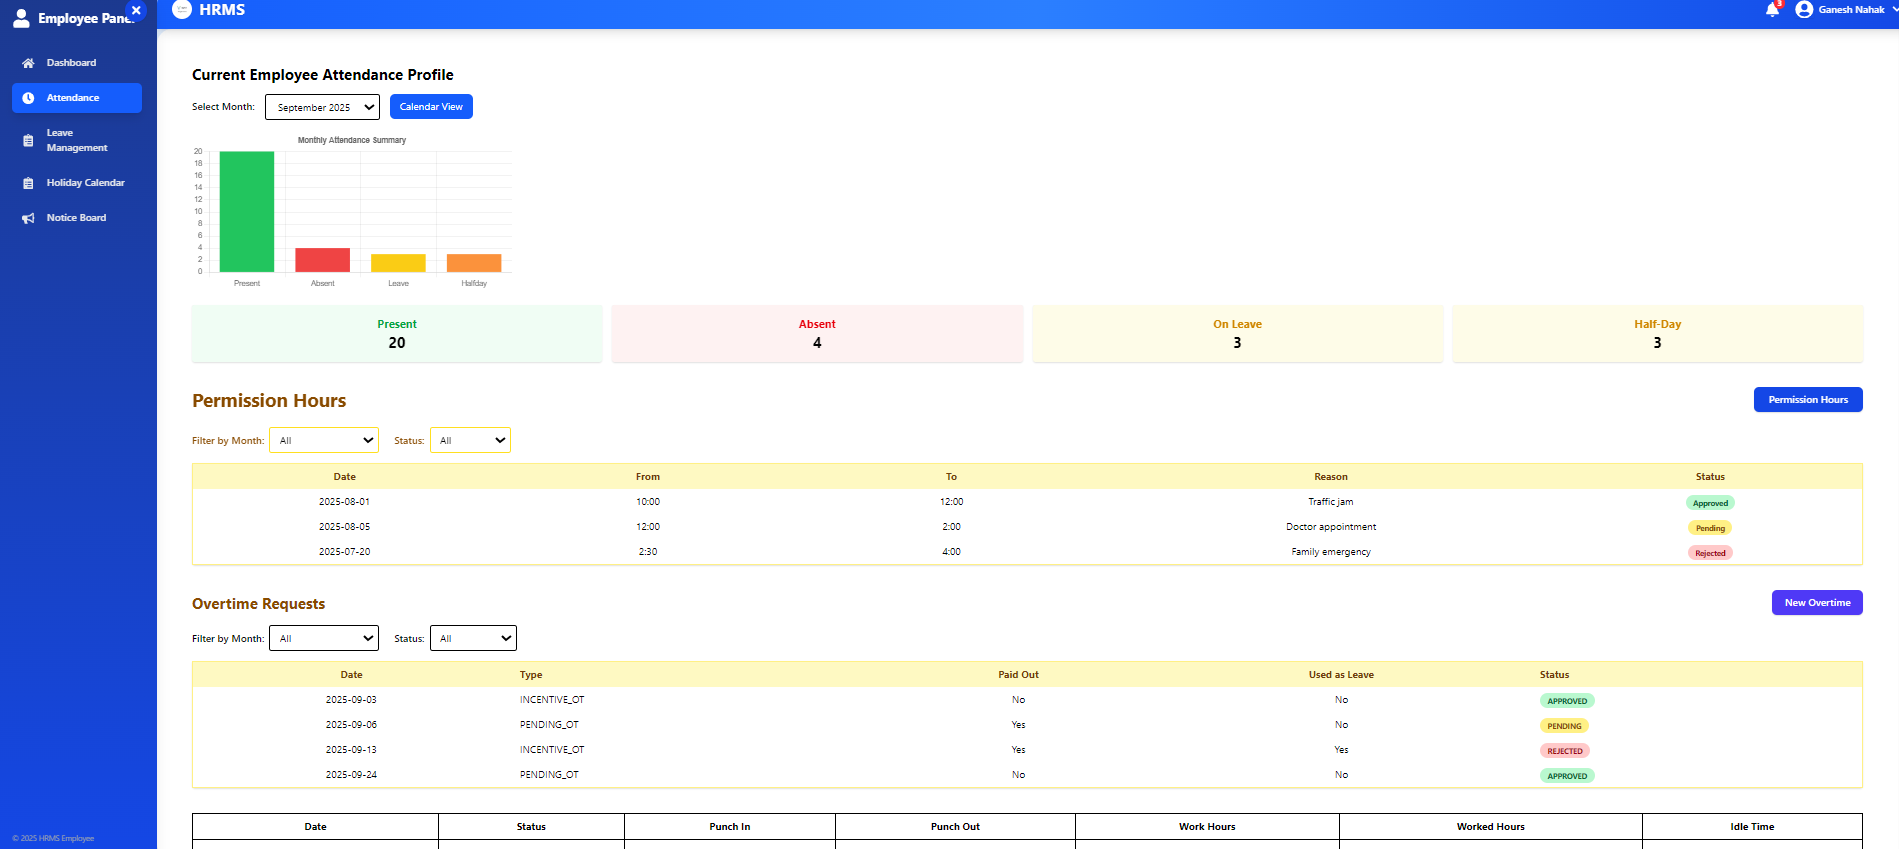 Employee Pan
HRMS
3
Ganesh Nahak
Dashboard
Attendance
Leave
Management
Holiday Calendar
Notice Board
© 2025 HRMS Employee
Current Employee Attendance Profile
Select Month: September 2025 Calendar View
Monthly Attendance Summary
20
18
16
14
12
10
8
6
4
2
0
Present Absent Leave Halfday
Present Absent On Leave Half-Day
20 4 3 3
Permission Hours Permission Hours
Filter by Month: All Status: All
Date From To Reason Status
2025-08-01 10:00 12:00 Traffic jam Approved
2025-08-05 12:00 2:00 Doctor appointment Pending
2025-07-20 2:30 4:00 Family emergency Rejected
Overtime Requests New Overtime
Filter by Month: All Status: All
Date Type Paid Out Used as Leave Status
2025-09-03 INCENTIVE_OT No No APPROVED
2025-09-06 PENDING_OT Yes No PENDING
2025-09-13 INCENTIVE_OT Yes Yes REJECTED
2025-09-24 PENDING_OT No No APPROVED
Date Status Punch In Punch Out Work Hours Worked Hours Idle Time